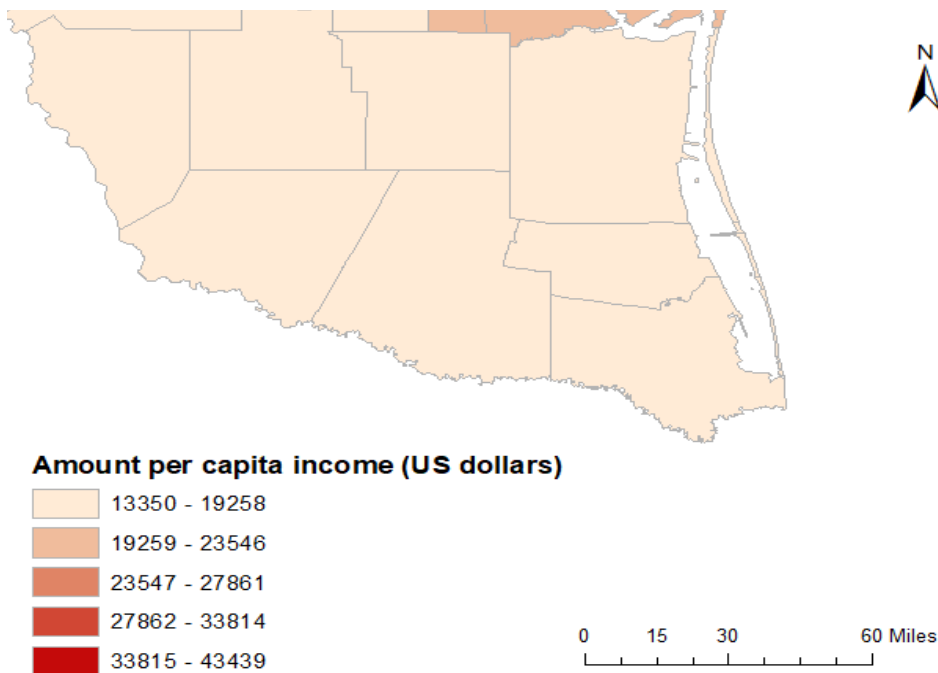 N
Amount per capita income (US dollars)
13350 - 19258
19259 - 23546
23547 - 27861
27862 - 33814
33815 - 43439
0 15 30 60 Miles